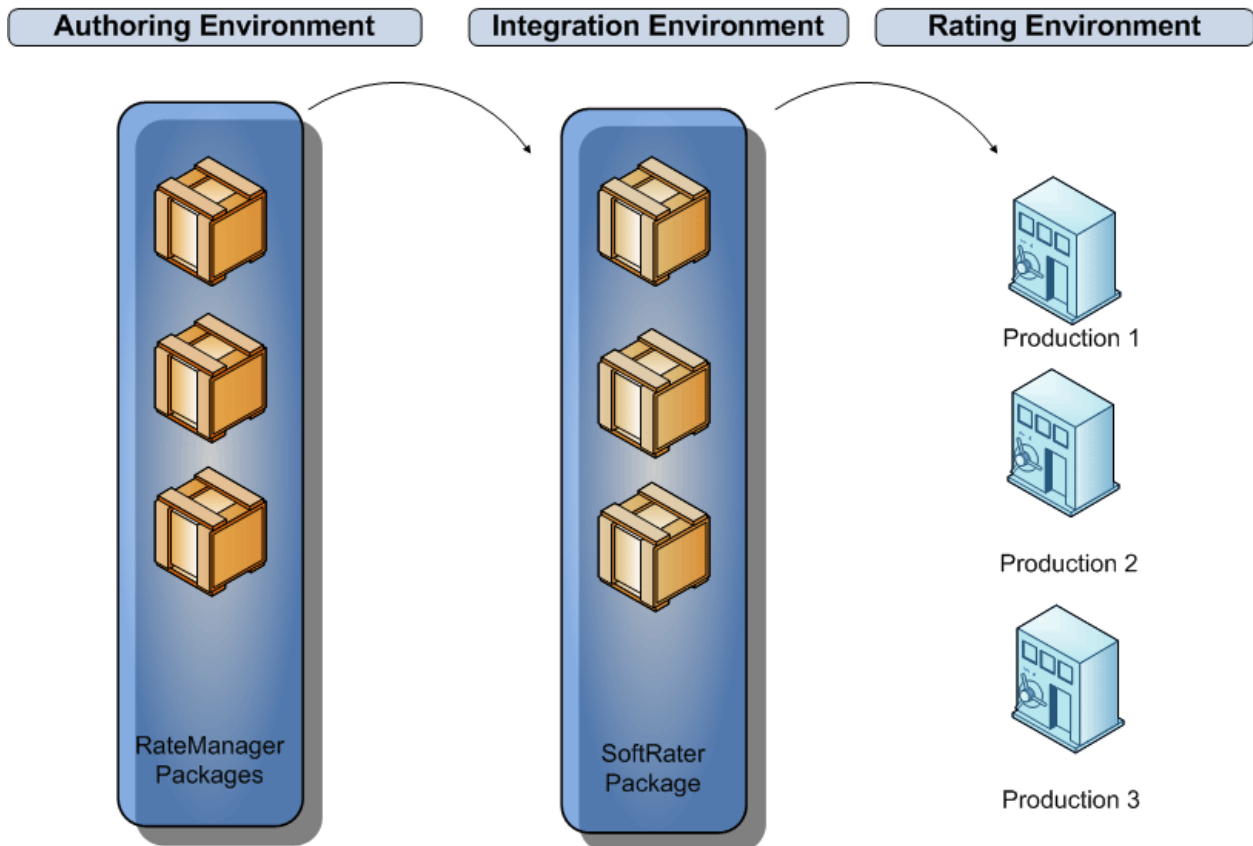 Authoring Environment
Integration Environment
Rating Environment
RateManager
Packages
SoftRater
Package
Production 1
Production 2
Production 3